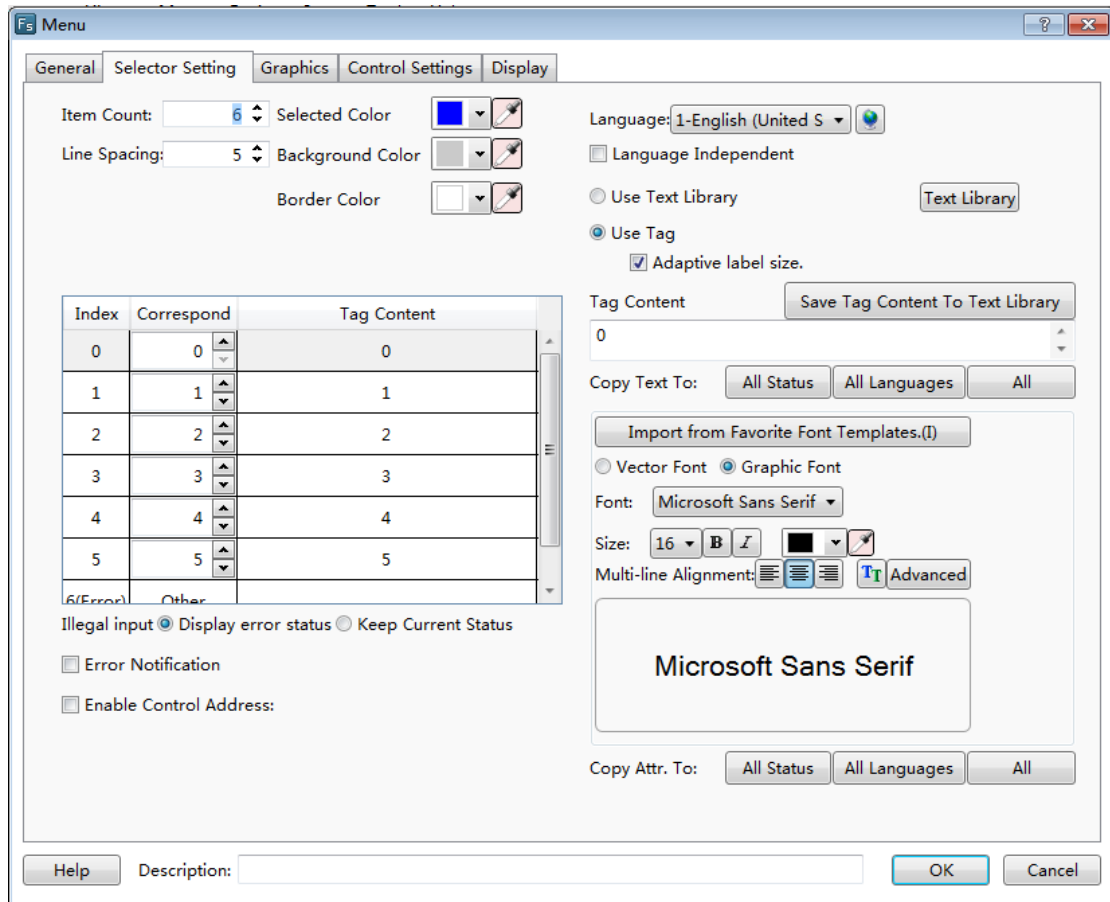 Fs Menu
General Selector Setting Graphics Control Settings Display
Item Count: 6 Selected Color
Line Spacing: 5 Background Color
Border Color
Language: 1-English (United S
Language Independent
Use Text Library Text Library
Use Tag
Adaptive label size.
Index Correspond Tag Content
0 0 0
1 1 1
2 2 2
3 3 3
4 4 4
5 5 5
6(Error) Other
Illegal input Display error status Keep Current Status
Error Notification
Enable Control Address:
Tag Content Save Tag Content To Text Library
0
Copy Text To: All Status All Languages All
Import from Favorite Font Templates.(I)
Vector Font Graphic Font
Font: Microsoft Sans Serif
Size: 16 B I
Multi-line Alignment: TT Advanced
Microsoft Sans Serif
Copy Attr. To: All Status All Languages All
Help Description: OK Cancel